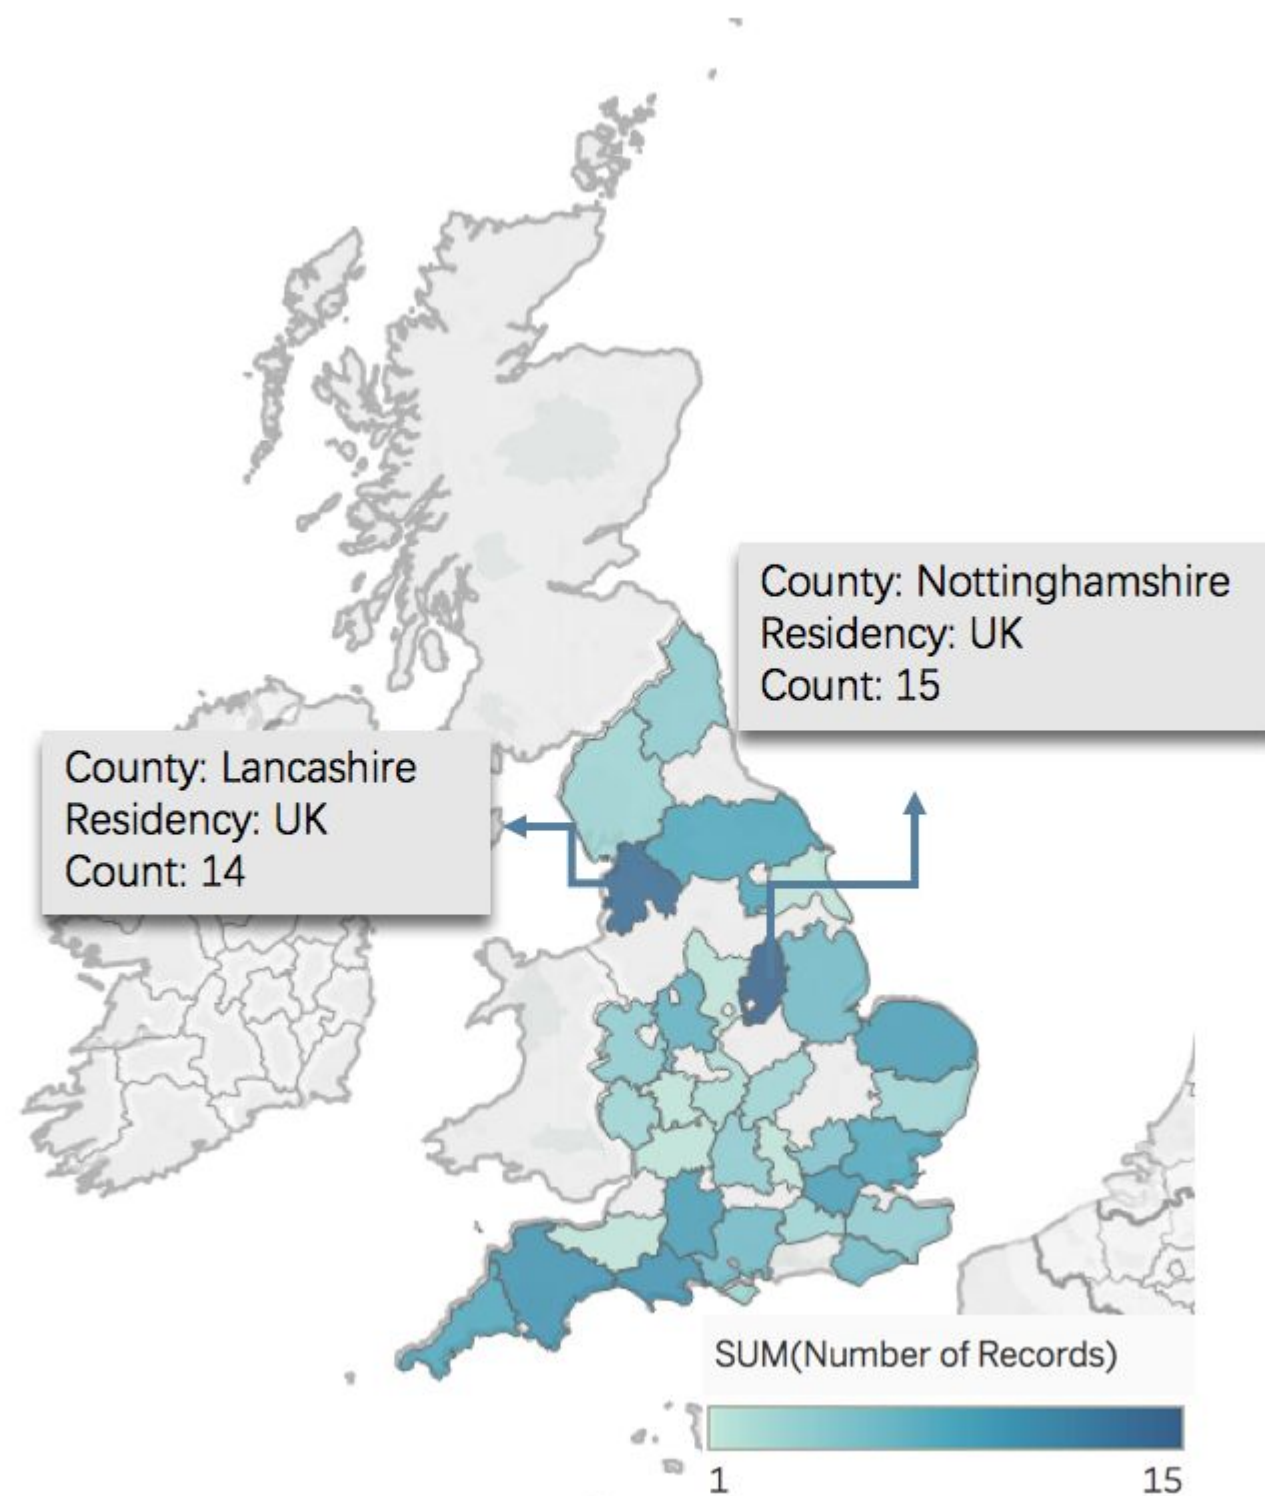 County: Nottinghamshire
Residency: UK
Count: 15
County: Lancashire
Residency: UK
Count: 14
SUM(Number of Records)
1 15